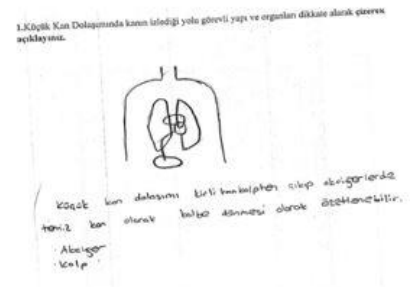 1.Küçük Kan Dolaşımında kanın izlediği yolu görevli yapı ve organları dikkate alarak çizerek
açıklayınız.
Küçük kan dolaşımı kirli kan kalpten çıkıp akciğerlerde
temiz kan olarak kalbe dönmesi olarak özetlenebilir.
· Akciğer
· Kalp